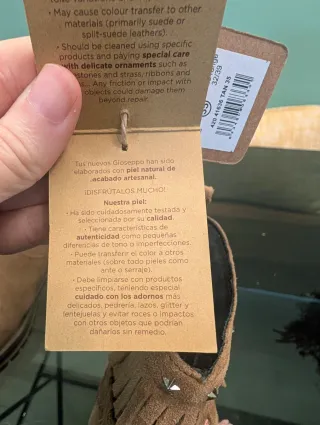 • May cause colour transfer to other
materials (primarily suede or
split-suede leathers).
• Should be cleaned using specific
products and paying special care
with delicate ornaments such as
and strass, ribbons and
Any friction or impact with
objects could damage them
beyond repair.
420 41636 TAN 35
Tus nuevos Gioseppo han sido
elaborados con piel natural de
acabado artesanal.
¡DISFRÚTALOS MUCHO!
Nuestra piel:
• Ha sido cuidadosamente testada y
seleccionada por su calidad.
• Tiene características de
autenticidad como pequeñas
diferencias de tono o imperfecciones.
• Puede transferir el color a otros
materiales (sobre todo pieles como
ante o serraje).
• Debe limpiarse con productos
específicos, teniendo especial
cuidado con los adornos más
delicados, pedrería, lazos, glitter y
lentejuelas y evitar roces o impactos
con otros objetos que podrían
dañarlos sin remedio.